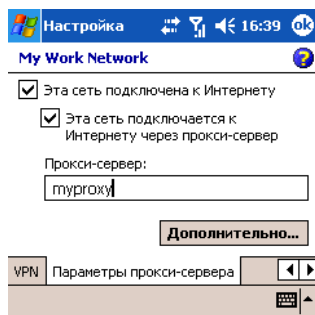 Настройка 16:39 ok
My Work Network ?
Эта сеть подключена к Интернету
Эта сеть подключается к
Интернету через прокси-сервер
Прокси-сервер:
myproxy
Дополнительно...
VPN Параметры прокси-сервера